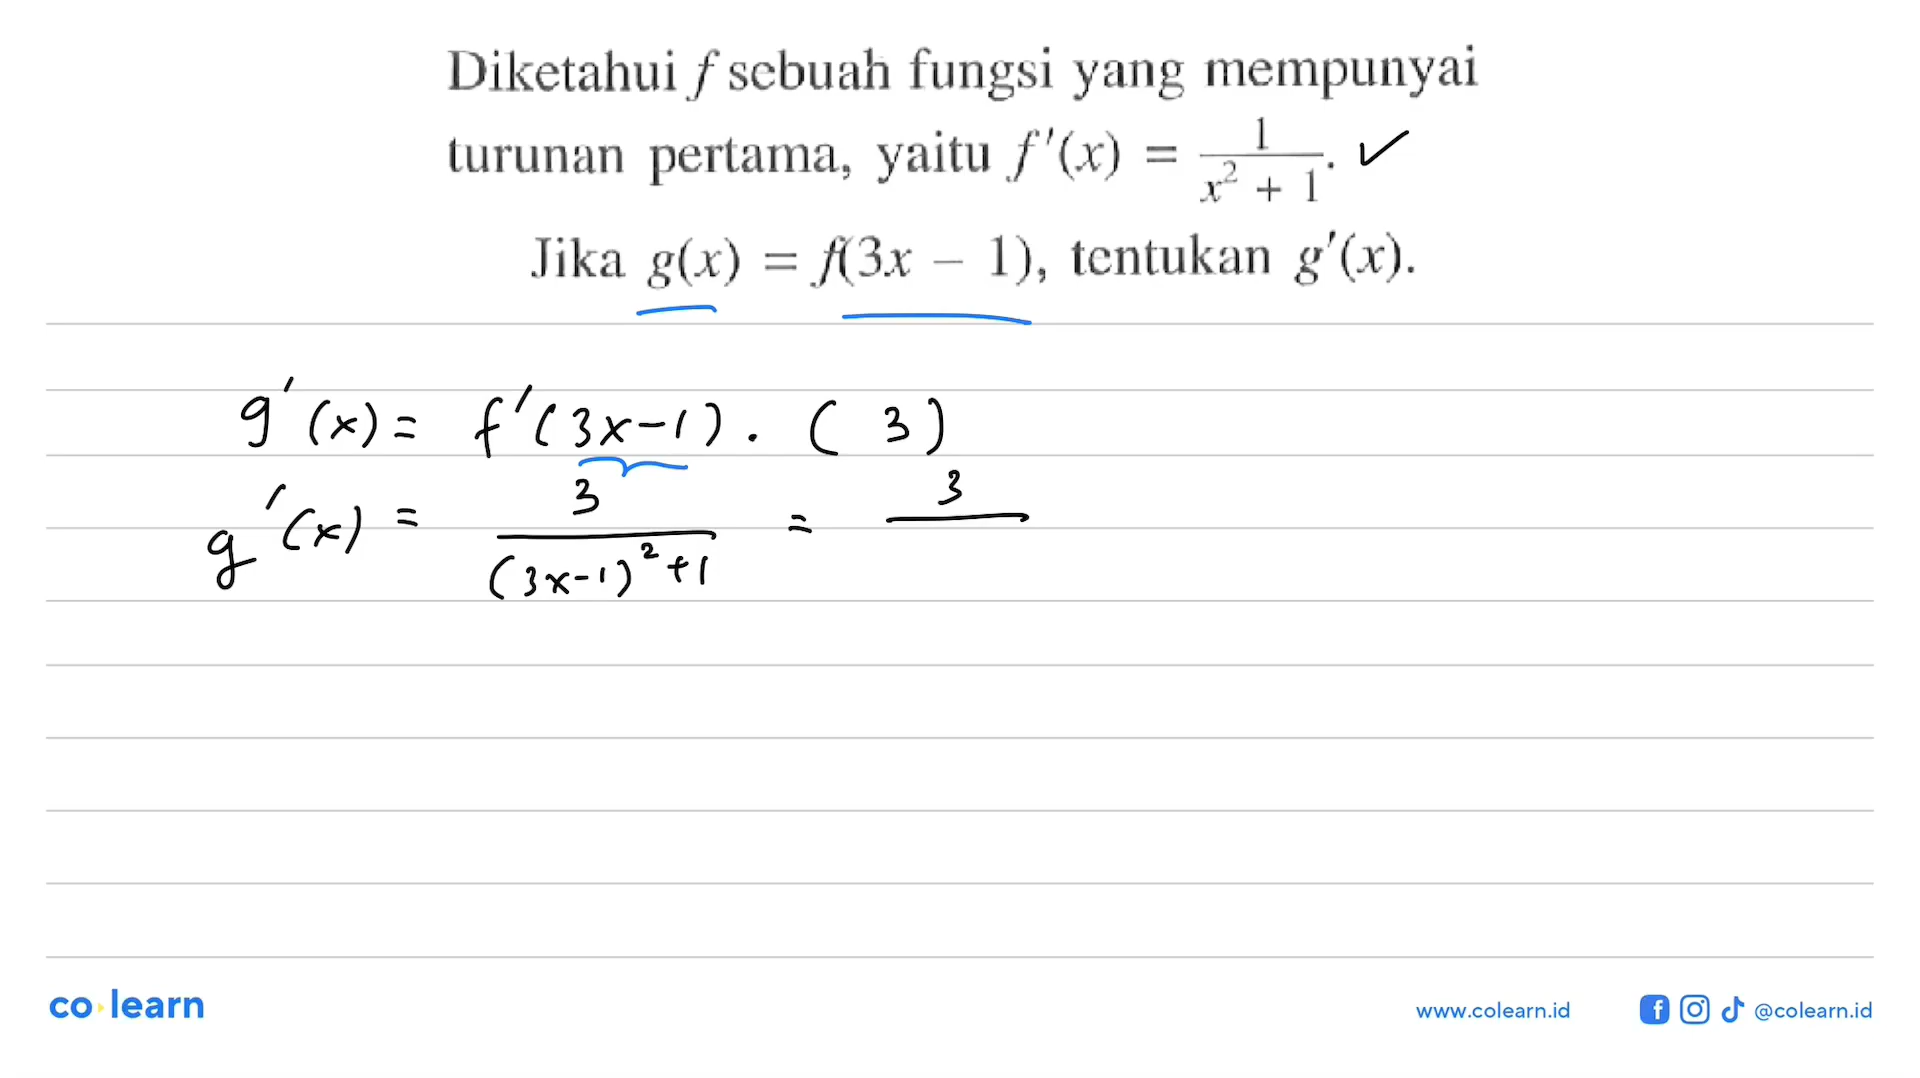 Diketahui f sebuah fungsi yang mempunyai
turunan pertama, yaitu f'(x) = 1/(x² + 1). ✓
Jika g(x) = f(3x − 1), tentukan g'(x).
g'(x) = f'(3x-1) . (3)
g'(x) = 3/((3x-1)²+1) = 3/
co learn
www.colearn.id
@colearn.id